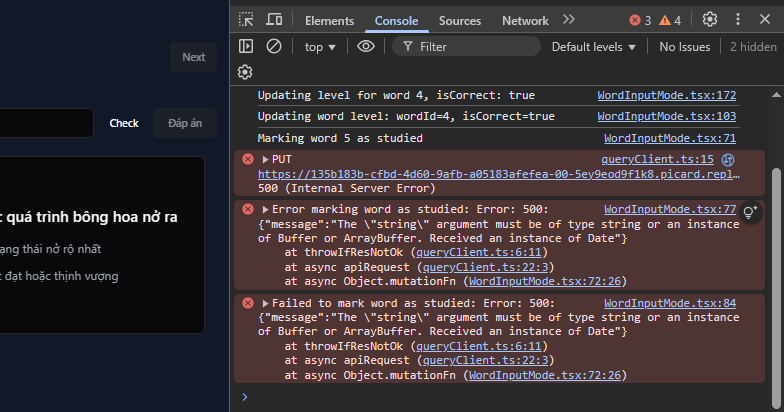 Elements Console Sources Network 3 4
top Filter Default levels No Issues 2 hidden
Next
Check Đáp án
quá trình bông hoa nở ra
ạng thái nở rộ nhất
đạt hoặc thịnh vượng
Updating level for word 4, isCorrect: true WordInputMode.tsx:172
Updating word level: wordId=4, isCorrect=true WordInputMode.tsx:103
Marking word 5 as studied WordInputMode.tsx:71
PUT queryClient.ts:15
https://135b183b-cfbd-4d60-9afb-a05183afefea-00-5ey9eod9f1k8.picard.repl…
500 (Internal Server Error)
Error marking word as studied: Error: 500: WordInputMode.tsx:77
{"message":"The \"string\" argument must be of type string or an instance
of Buffer or ArrayBuffer. Received an instance of Date"}
at throwIfResNotOk (queryClient.ts:6:11)
at async apiRequest (queryClient.ts:22:3)
at async Object.mutationFn (WordInputMode.tsx:72:26)
Failed to mark word as studied: Error: 500: WordInputMode.tsx:84
{"message":"The \"string\" argument must be of type string or an instance
of Buffer or ArrayBuffer. Received an instance of Date"}
at throwIfResNotOk (queryClient.ts:6:11)
at async apiRequest (queryClient.ts:22:3)
at async Object.mutationFn (WordInputMode.tsx:72:26)